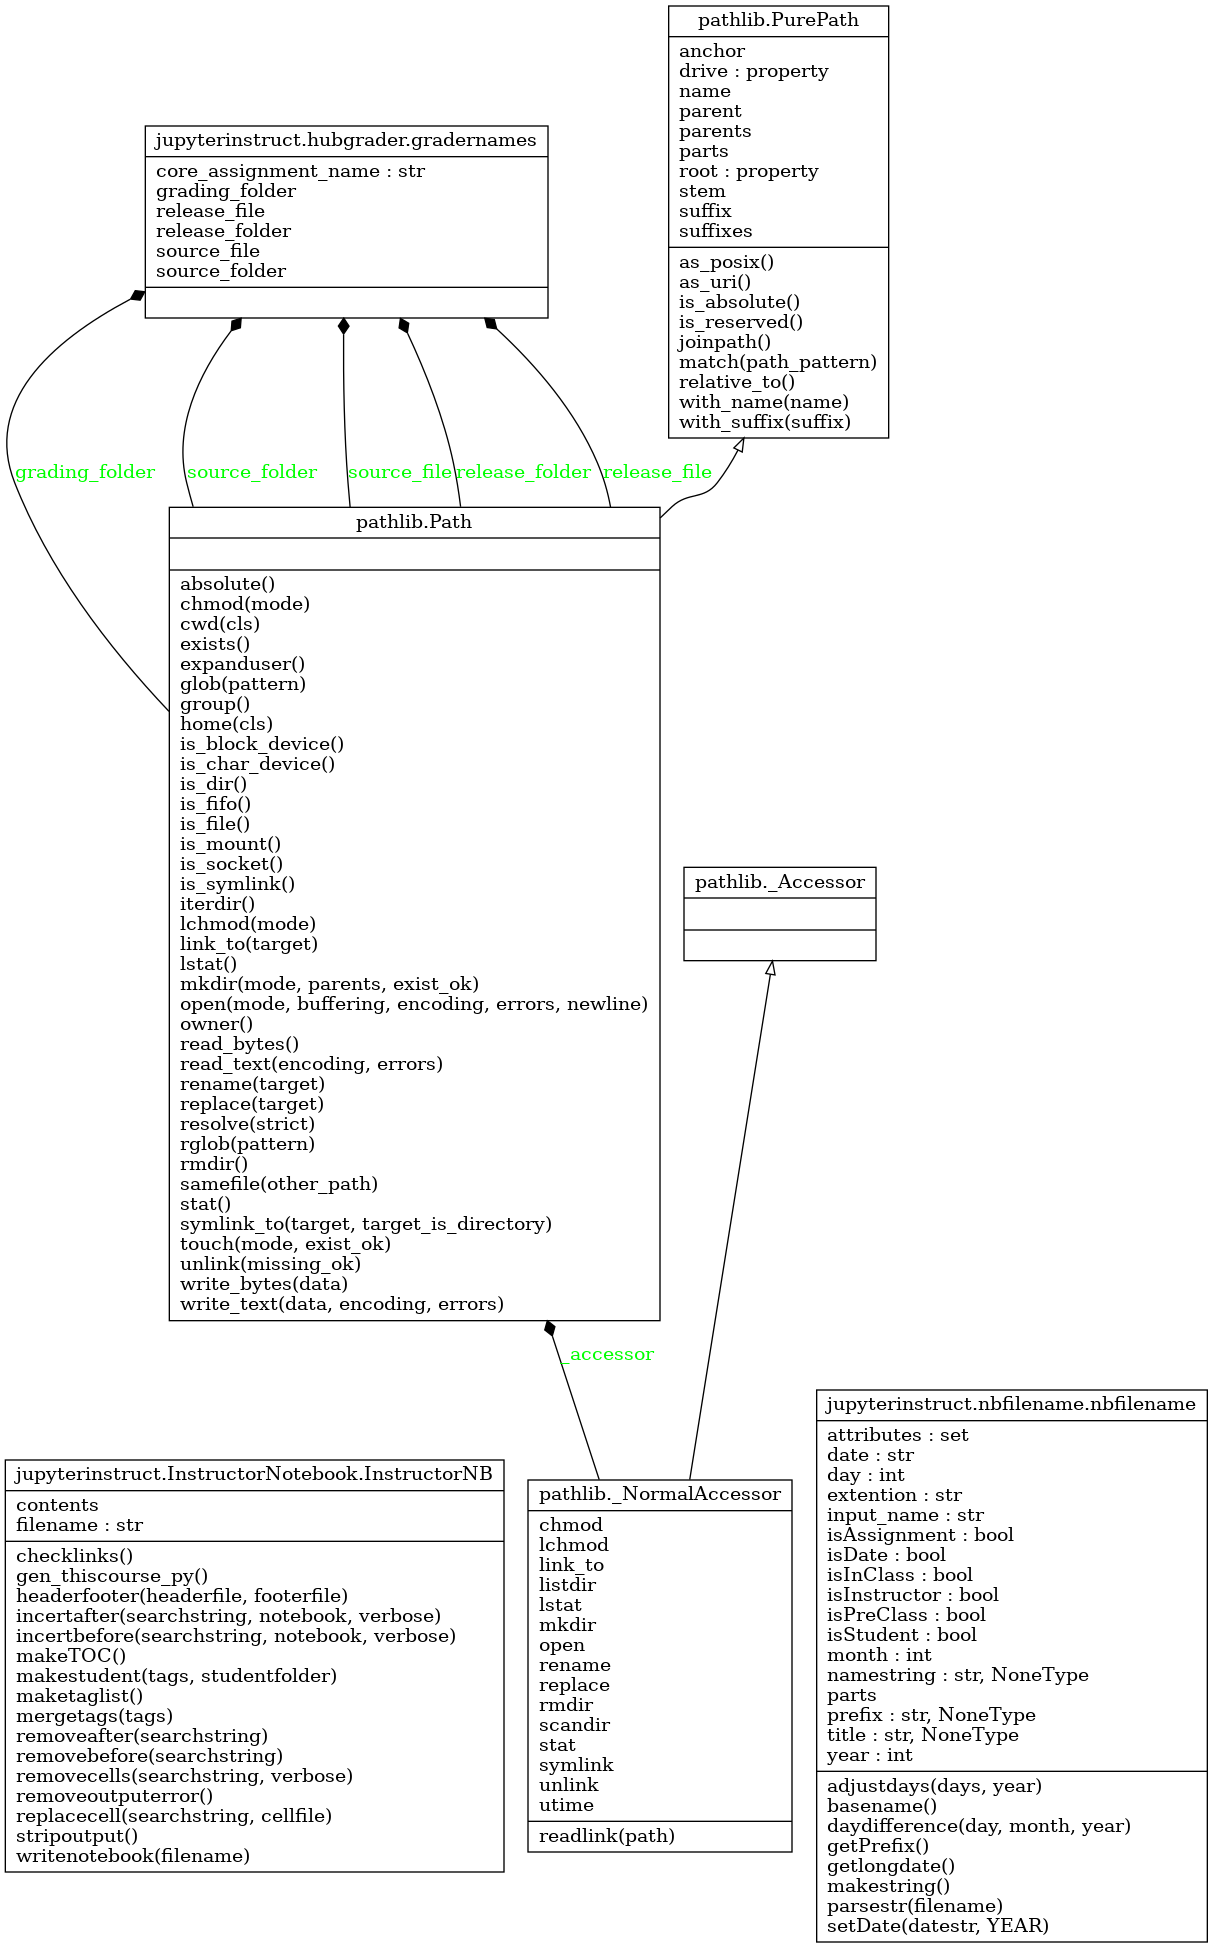 pathlib.PurePath
anchor
drive : property
name
parent
parents
parts
root : property
stem
suffix
suffixes
as_posix()
as_uri()
is_absolute()
is_reserved()
joinpath()
match(path_pattern)
relative_to()
with_name(name)
with_suffix(suffix)
jupyterinstruct.hubgrader.gradernames
core_assignment_name : str
grading_folder
release_file
release_folder
source_file
source_folder
grading_folder
source_folder
source_file
release_folder
release_file
pathlib.Path
absolute()
chmod(mode)
cwd(cls)
exists()
expanduser()
glob(pattern)
group()
home(cls)
is_block_device()
is_char_device()
is_dir()
is_fifo()
is_file()
is_mount()
is_socket()
is_symlink()
iterdir()
lchmod(mode)
link_to(target)
lstat()
mkdir(mode, parents, exist_ok)
open(mode, buffering, encoding, errors, newline)
owner()
read_bytes()
read_text(encoding, errors)
rename(target)
replace(target)
resolve(strict)
rglob(pattern)
rmdir()
samefile(other_path)
stat()
symlink_to(target, target_is_directory)
touch(mode, exist_ok)
unlink(missing_ok)
write_bytes(data)
write_text(data, encoding, errors)
pathlib._Accessor
_accessor
jupyterinstruct.InstructorNotebook.InstructorNB
contents
filename : str
checklinks()
gen_thiscourse_py()
headerfooter(headerfile, footerfile)
incertafter(searchstring, notebook, verbose)
incertbefore(searchstring, notebook, verbose)
makeTOC()
makestudent(tags, studentfolder)
maketaglist()
mergetags(tags)
removeafter(searchstring)
removebefore(searchstring)
removecells(searchstring, verbose)
removeoutputerror()
replacecell(searchstring, cellfile)
stripoutput()
writenotebook(filename)
pathlib._NormalAccessor
chmod
lchmod
link_to
listdir
lstat
mkdir
open
rename
replace
rmdir
scandir
stat
symlink
unlink
utime
readlink(path)
jupyterinstruct.nbfilename.nbfilename
attributes : set
date : str
day : int
extention : str
input_name : str
isAssignment : bool
isDate : bool
isInClass : bool
isInstructor : bool
isPreClass : bool
isStudent : bool
month : int
namestring : str, NoneType
parts
prefix : str, NoneType
title : str, NoneType
year : int
adjustdays(days, year)
basename()
daydifference(day, month, year)
getPrefix()
getlongdate()
makestring()
parsestr(filename)
setDate(datestr, YEAR)